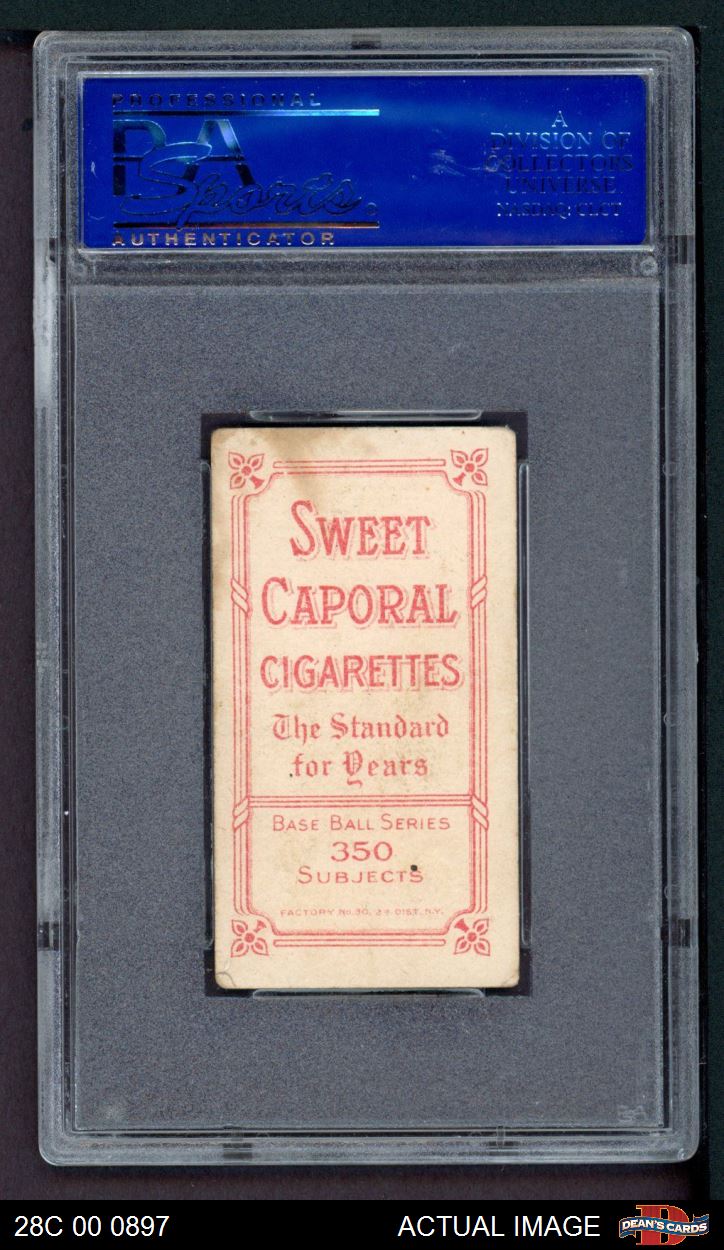 PROFESSIONAL
PSA
Sports.
AUTHENTICATOR
A
DIVISION OF
COLLECTORS
UNIVERSE
NASDAQ: CLCT
SWEET
CAPORAL
CIGARETTES
The Standard
for Years
BASE BALL SERIES
350
SUBJECTS
FACTORY No. 30, 2d DIST. N.Y.
28C 00 0897
ACTUAL IMAGE
DEAN'S CARDS